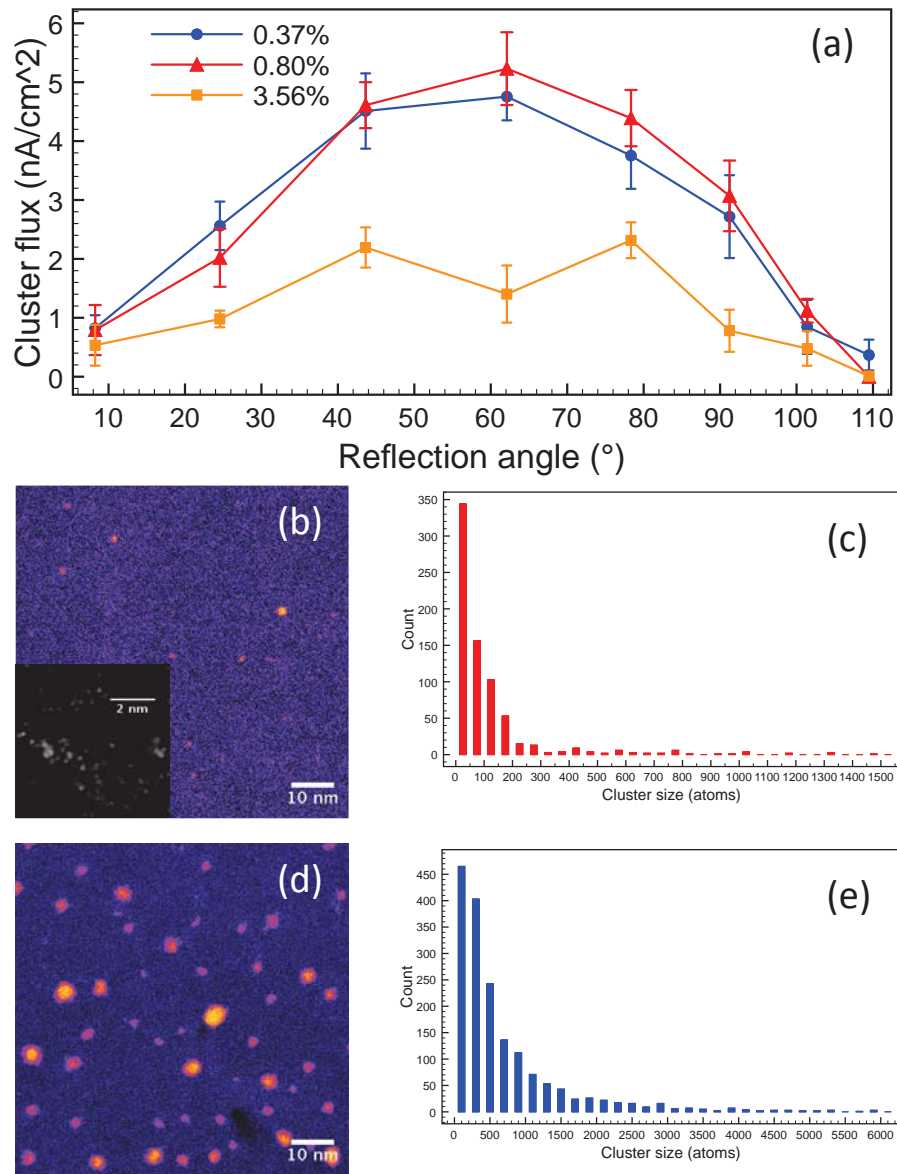 (a)
0.37%
0.80%
3.56%
6
5
4
3
2
1
0
Cluster flux (nA/cm^2)
10 20 30 40 50 60 70 80 90 100 110
Reflection angle (°)
(b)
2 nm
10 nm
(c)
350
300
250
200
150
100
50
0
Count
0 100 200 300 400 500 600 700 800 900 1000 1100 1200 1300 1400 1500
Cluster size (atoms)
(d)
10 nm
(e)
450
400
350
300
250
200
150
100
50
0
Count
0 500 1000 1500 2000 2500 3000 3500 4000 4500 5000 5500 6000
Cluster size (atoms)